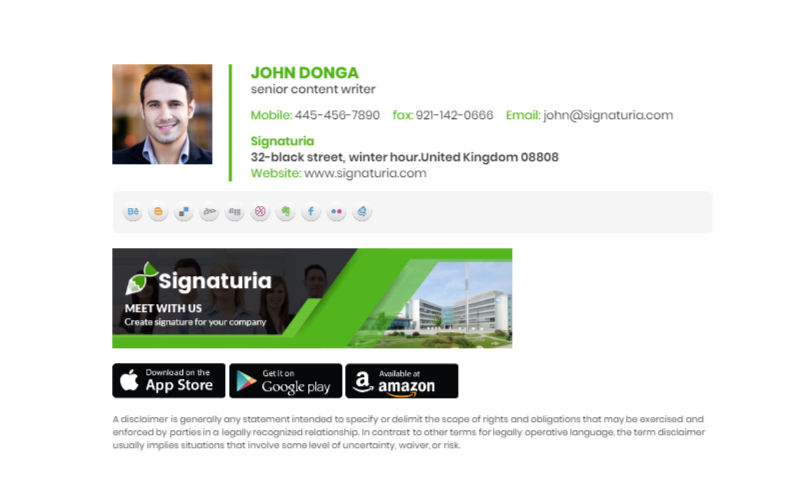 JOHN DONGA
senior content writer
Mobile: 445-456-7890 fax: 921-142-0666 Email: john@signaturia.com
Signaturia
32-black street, winter hour.United Kingdom 08808
Website: www.signaturia.com
Bē
Signaturia
MEET WITH US
Create signature for your company
Download on the
App Store
Get it on
Google play
Available at
amazon
A disclaimer is generally any statement intended to specify or delimit the scope of rights and obligations that may be exercised and
enforced by parties in a legally recognized relationship. In contrast to other terms for legally operative language, the term disclaimer
usually implies situations that involve some level of uncertainty, waiver, or risk.